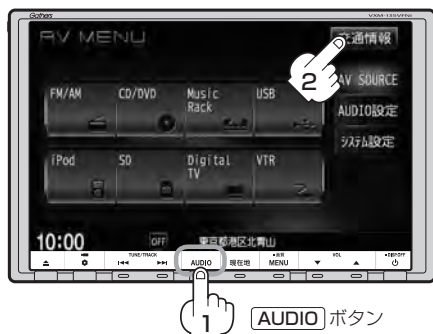 Gathers
VXM-135VFNi
AV MENU
交通情報
2
AV SOURCE
FM/AM
CD/DVD
Music Rack
USB
AUDIO設定
システム設定
iPod
SD
Digital TV
VTR
10:00
OFF
東京都港区北青山
TUNE/TRACK
AUDIO
現在地
MENU
VOL
1
AUDIO ボタン